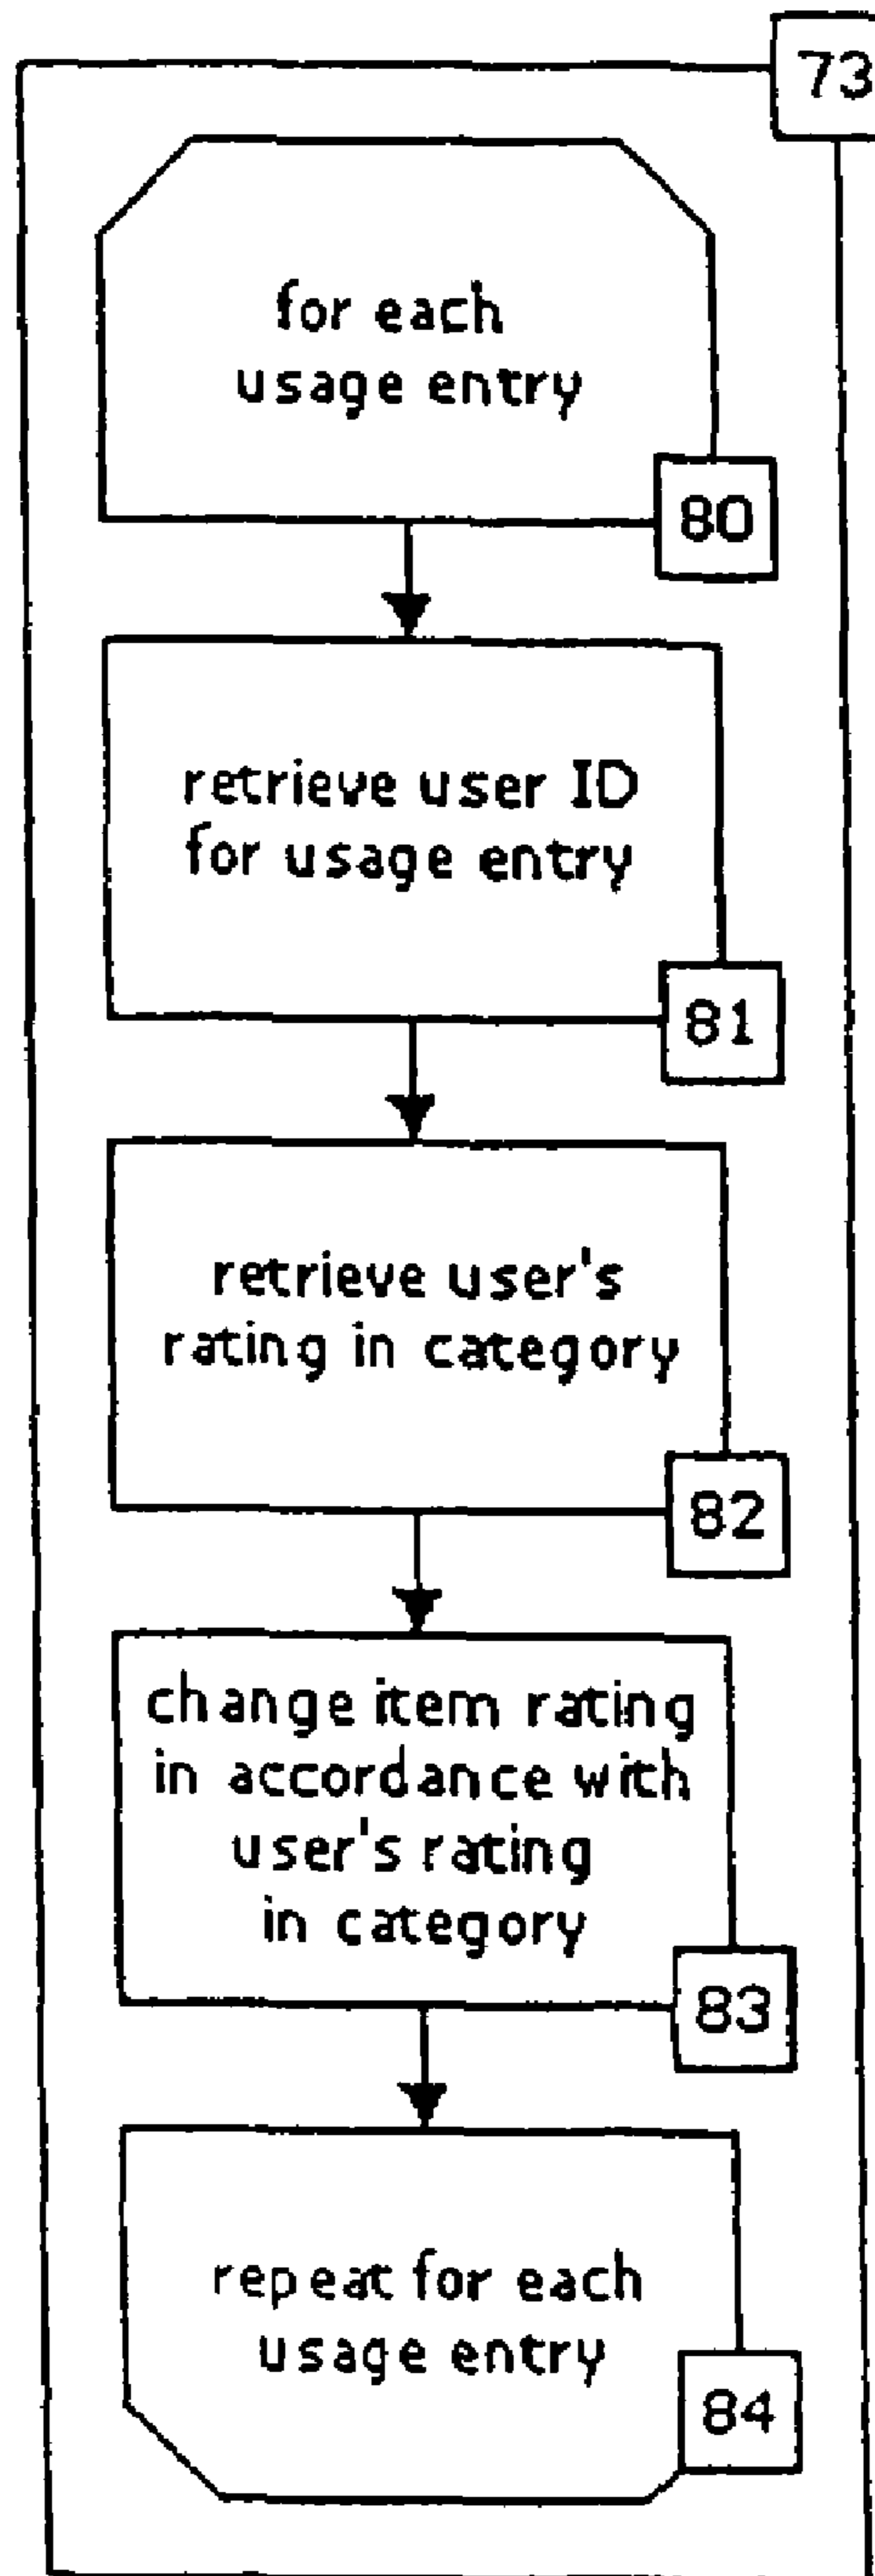 73
for each
usage entry
80
retrieve user ID
for usage entry
81
retrieve user's
rating in category
82
change item rating
in accordance with
user's rating
in category
83
repeat for each
usage entry
84